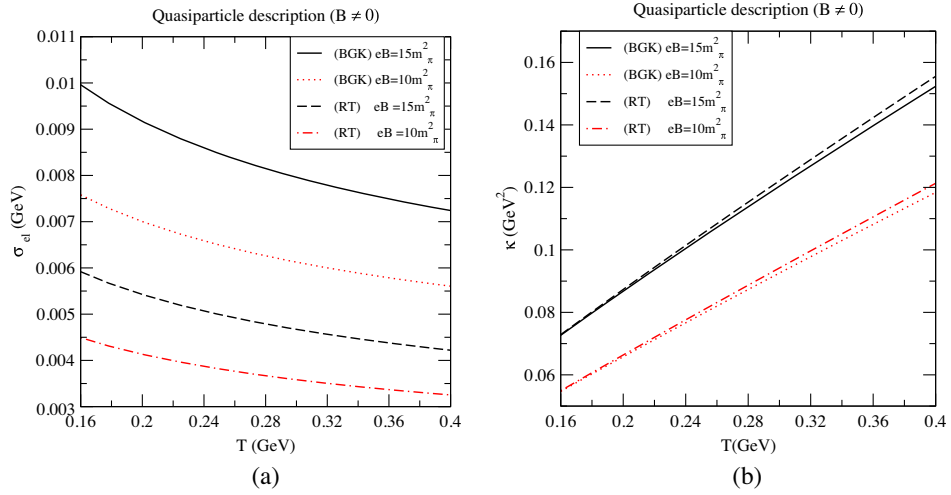 Quasiparticle description (B ≠ 0)
0.011
0.01
0.009
0.008
0.007
0.006
0.005
0.004
0.003
σ el (GeV)
(BGK) eB=15m²π
(BGK) eB=10m²π
(RT) eB=15m²π
(RT) eB =10m²π
0.16 0.2 0.24 0.28 0.32 0.36 0.4
T (GeV)
(a)
Quasiparticle description (B ≠ 0)
0.16
0.14
0.12
0.1
0.08
0.06
κ (GeV²)
(BGK) eB=15m²π
(BGK) eB=10m²π
(RT) eB=15m²π
(RT) eB=10m²π
0.16 0.2 0.24 0.28 0.32 0.36 0.4
T(GeV)
(b)